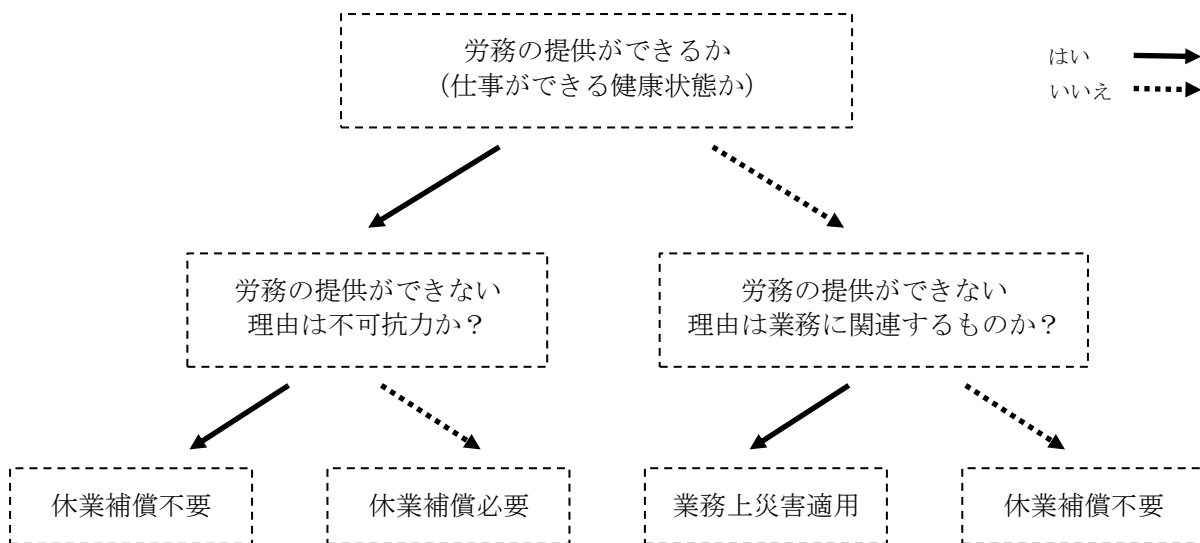 労務の提供ができるか
(仕事ができる健康状態か)
はい
いいえ
労務の提供ができない
理由は不可抗力か?
労務の提供ができない
理由は業務に関連するものか?
休業補償不要
休業補償必要
業務上災害適用
休業補償不要